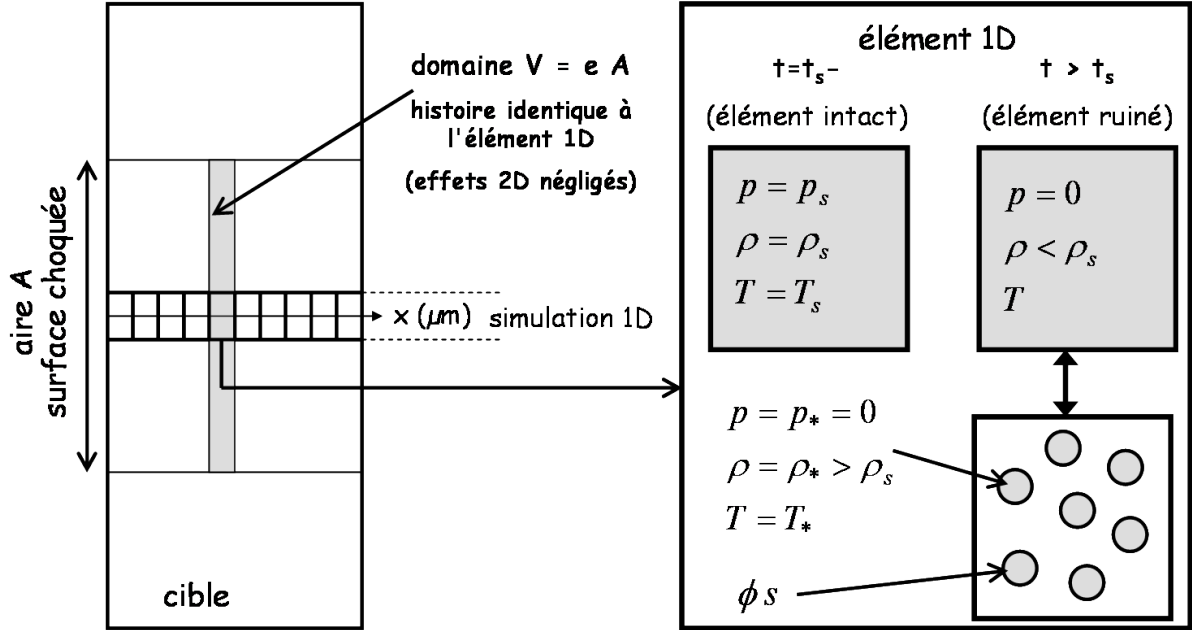 domaine V = e A
histoire identique à
l'élément 1D
(effets 2D négligés)
aire A
surface choquée
x (µm)
simulation 1D
cible
élément 1D
t=tₛ-
(élément intact)
p = pₛ
ρ = ρₛ
T = Tₛ
t > tₛ
(élément ruiné)
p = 0
ρ < ρₛ
T
p = p* = 0
ρ = ρ* > ρₛ
T = T*
ϕ s